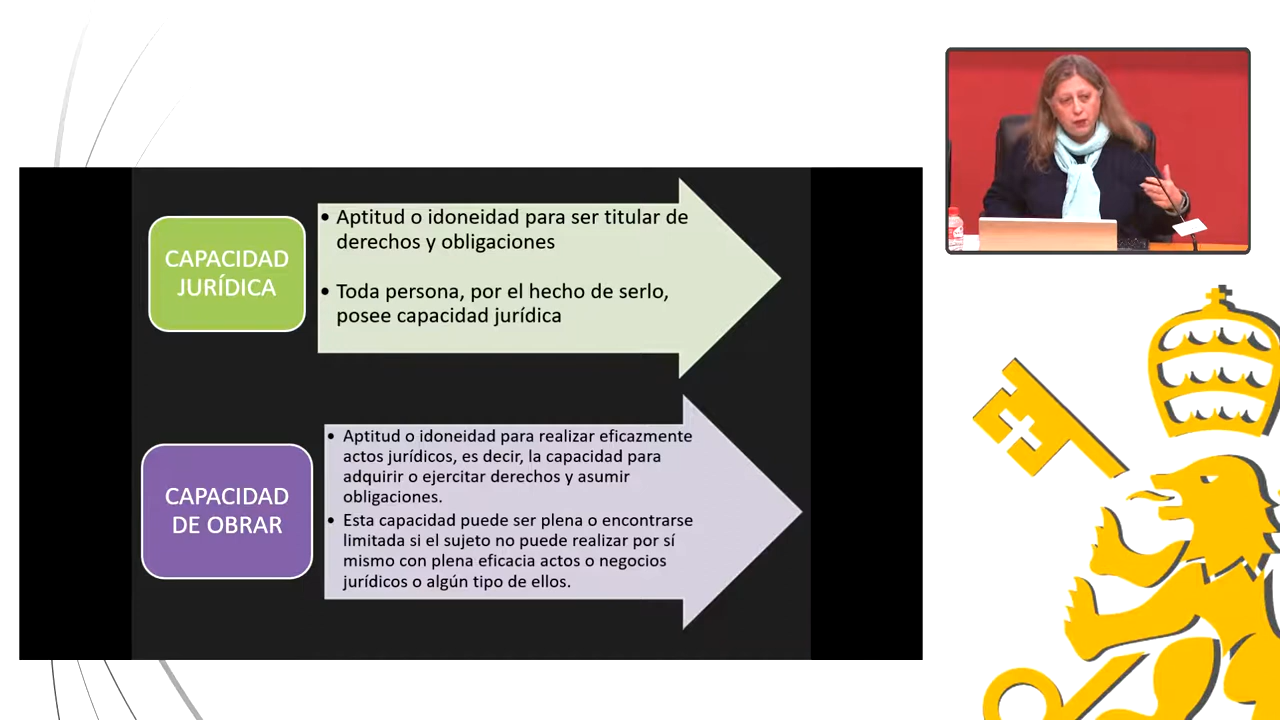 CAPACIDAD
JURÍDICA
• Aptitud o idoneidad para ser titular de
derechos y obligaciones
• Toda persona, por el hecho de serlo,
posee capacidad jurídica
CAPACIDAD
DE OBRAR
• Aptitud o idoneidad para realizar eficazmente
actos jurídicos, es decir, la capacidad para
adquirir o ejercitar derechos y asumir
obligaciones.
• Esta capacidad puede ser plena o encontrarse
limitada si el sujeto no puede realizar por sí
mismo con plena eficacia actos o negocios
jurídicos o algún tipo de ellos.